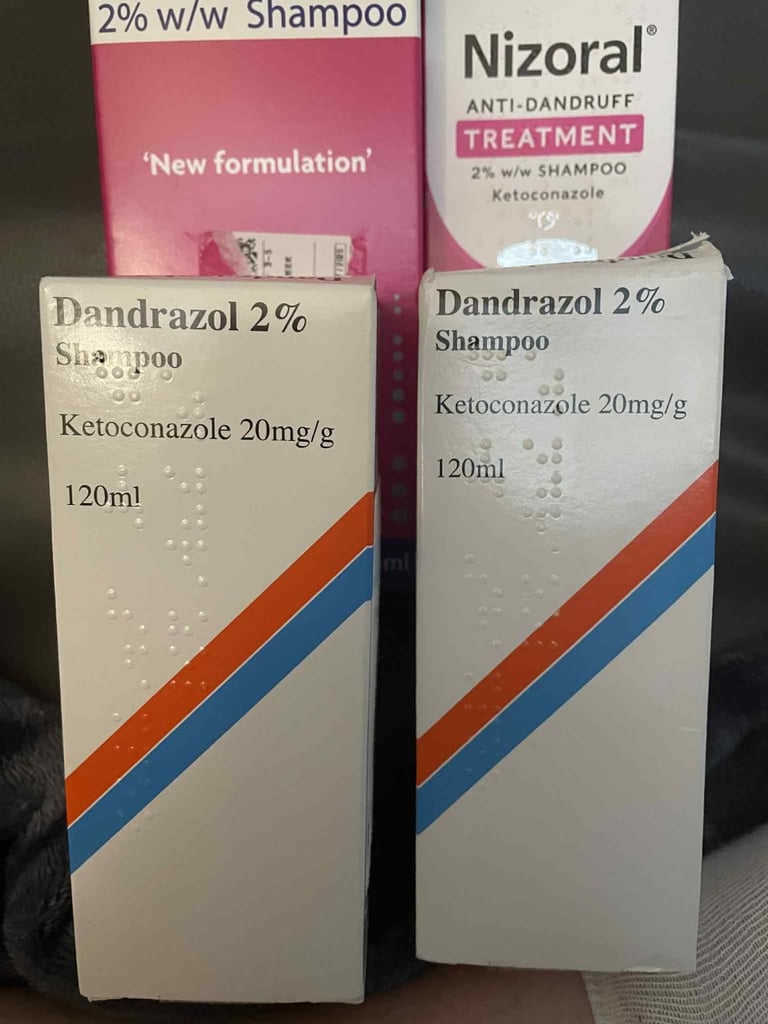 2% w/w Shampoo
'New formulation'
Nizoral®
ANTI-DANDRUFF
TREATMENT
2% w/w SHAMPOO
Ketoconazole
Dandrazol 2%
Shampoo
Ketoconazole 20mg/g
120ml
Dandrazol 2%
Shampoo
Ketoconazole 20mg/g
120ml
ml